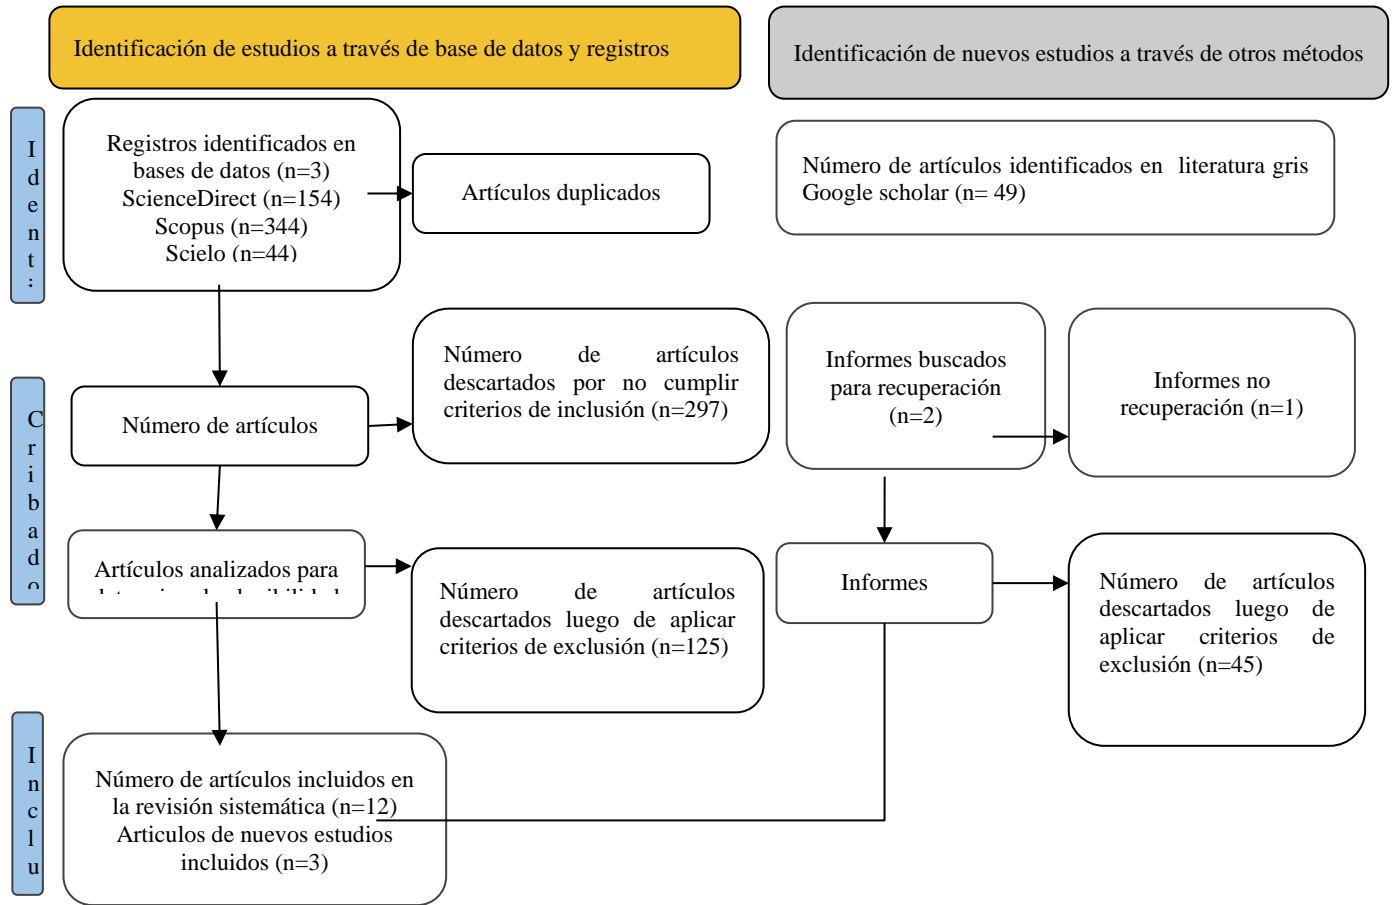 Identificación de estudios a través de base de datos y registros
Identificación de nuevos estudios a través de otros métodos
Ident
Registros identificados en
bases de datos (n=3)
ScienceDirect (n=154)
Scopus (n=344)
Scielo (n=44)
Artículos duplicados
Número de artículos identificados en literatura gris
Google scholar (n= 49)
Cribado
Número de artículos
Número de artículos
descartados por no cumplir
criterios de inclusión (n=297)
Informes buscados
para recuperación
(n=2)
Informes no
recuperación (n=1)
Artículos analizados para
Número de artículos
descartados luego de aplicar
criterios de exclusión (n=125)
Informes
Número de artículos
descartados luego de
aplicar criterios de
exclusión (n=45)
Inclu
Número de artículos incluidos en
la revisión sistemática (n=12)
Articulos de nuevos estudios
incluidos (n=3)